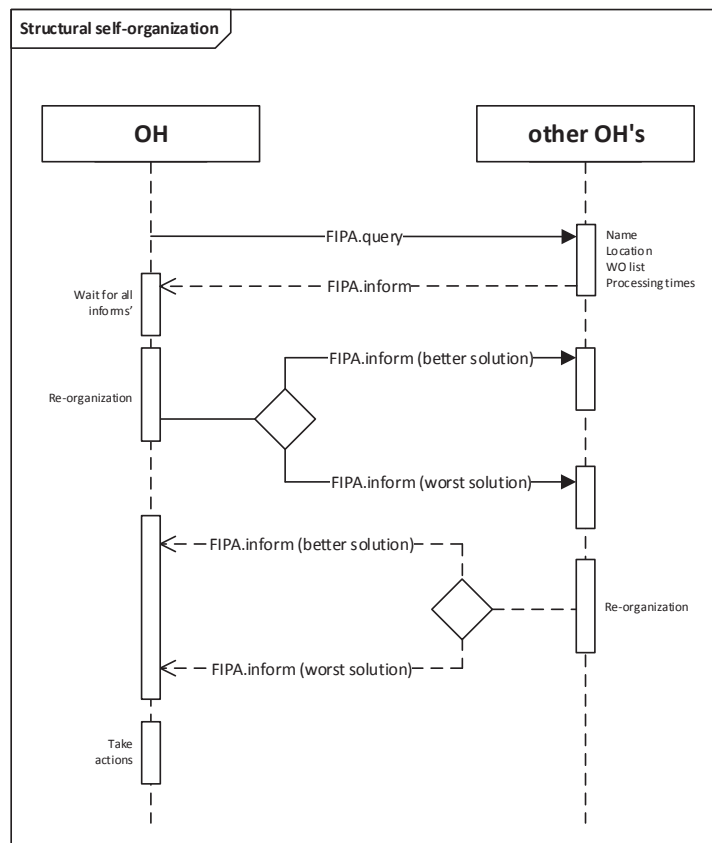 Structural self-organization
OH
other OH's
FIPA.query
Name
Location
WO list
Processing times
FIPA.inform
Wait for all
informs’
FIPA.inform (better solution)
Re-organization
FIPA.inform (worst solution)
FIPA.inform (better solution)
Re-organization
FIPA.inform (worst solution)
Take
actions